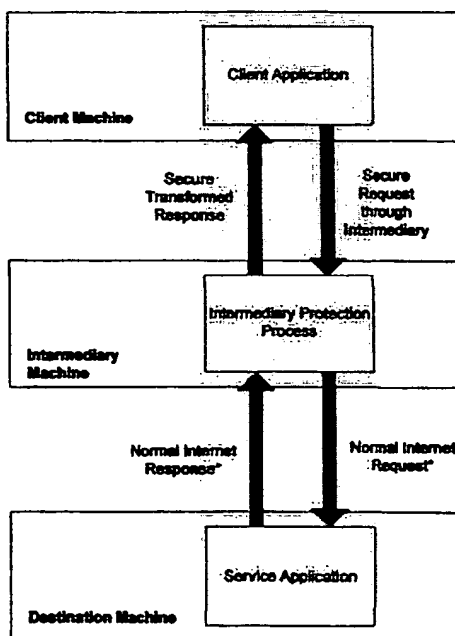 Client Application
Client Machine
Secure
Transformed
Response
Secure
Request
through
Intermediary
Intermediary Protection
Process
Intermediary
Machine
Normal Internet
Response*
Normal Internet
Request*
Service Application
Destination Machine